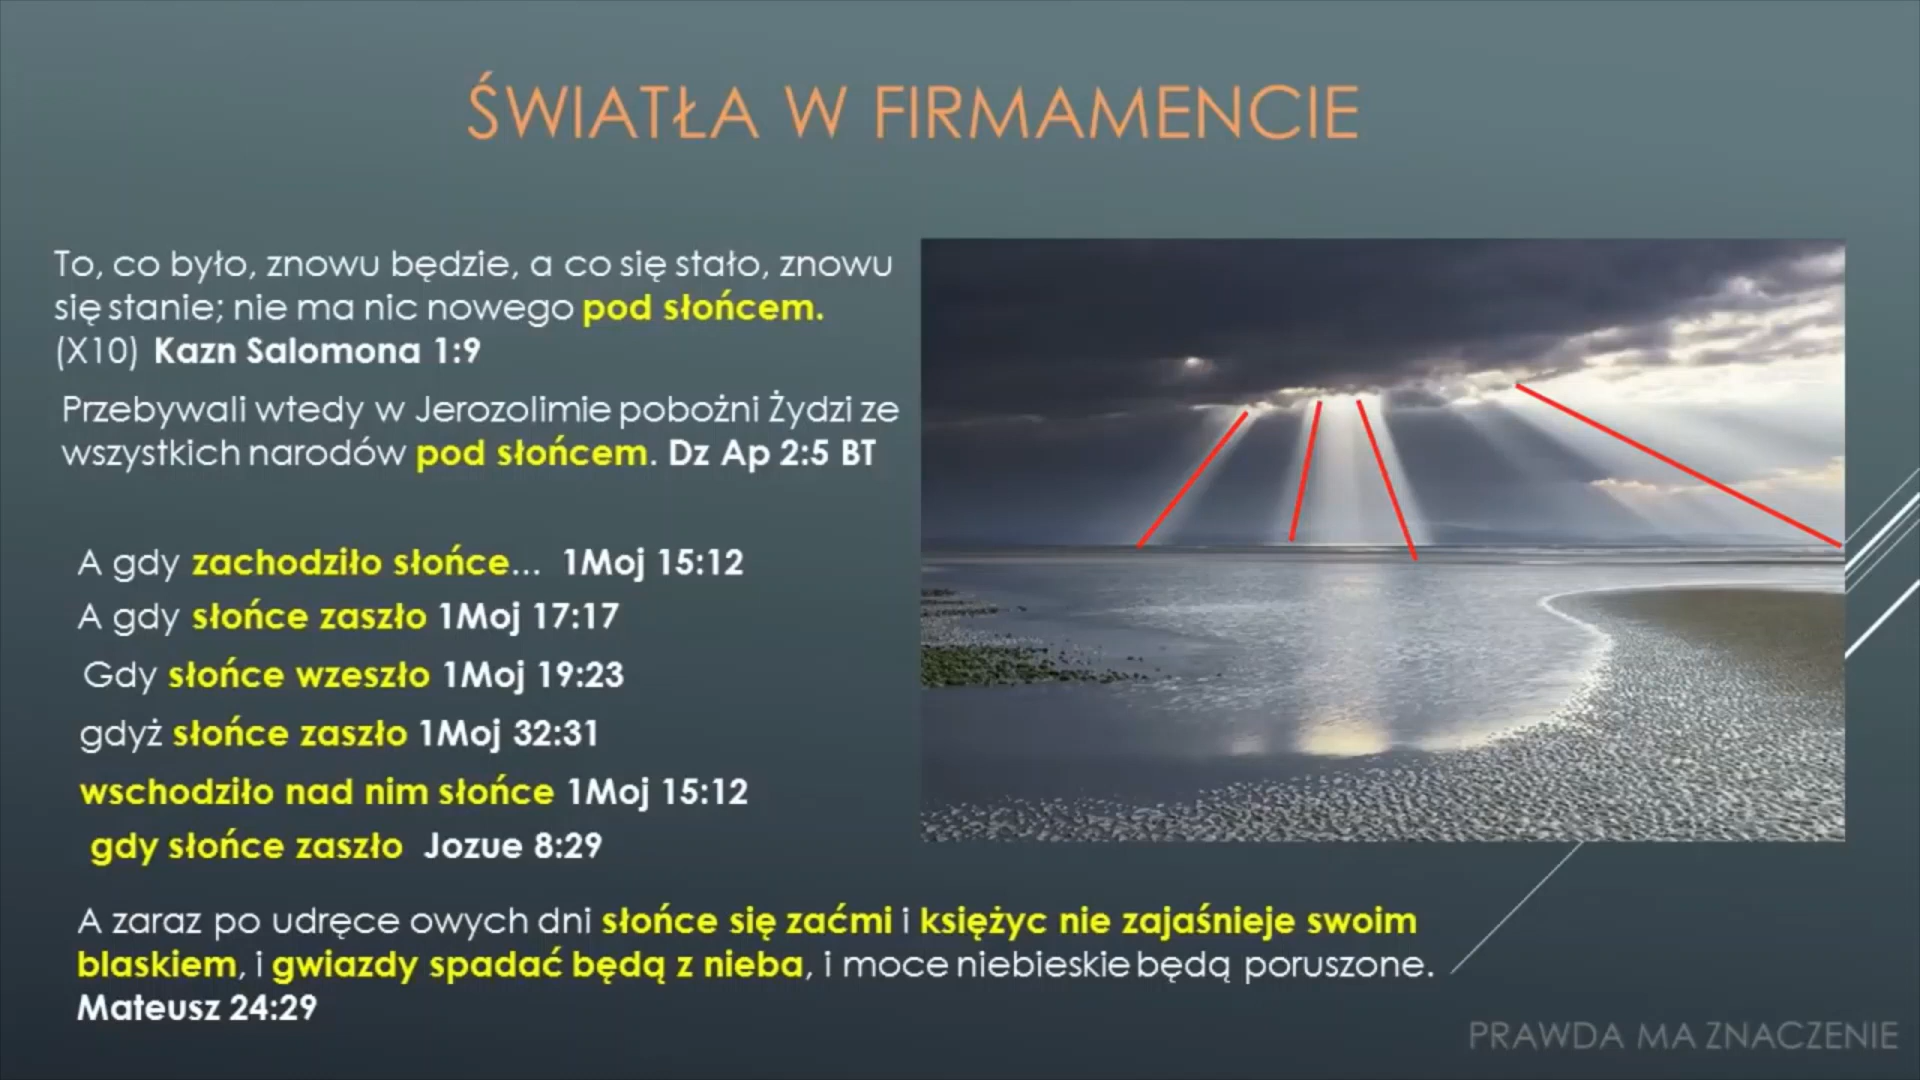 ŚWIATŁA W FIRMAMENCIE
To, co było, znowu będzie, a co się stało, znowu
się stanie; nie ma nic nowego pod słońcem.
(X10) Kazn Salomona 1:9
Przebywali wtedy w Jerozolimie pobożni Żydzi ze
wszystkich narodów pod słońcem. Dz Ap 2:5 BT
A gdy zachodziło słońce... 1Moj 15:12
A gdy słońce zaszło 1Moj 17:17
Gdy słońce wzeszło 1Moj 19:23
gdyż słońce zaszło 1Moj 32:31
wschodziło nad nim słońce 1Moj 15:12
gdy słońce zaszło Jozue 8:29
A zaraz po udręce owych dni słońce się zaćmi i księżyc nie zajaśnieje swoim
blaskiem, i gwiazdy spadać będą z nieba, i moce niebieskie będą poruszone.
Mateusz 24:29
PRAWDA MA ZNACZENIE